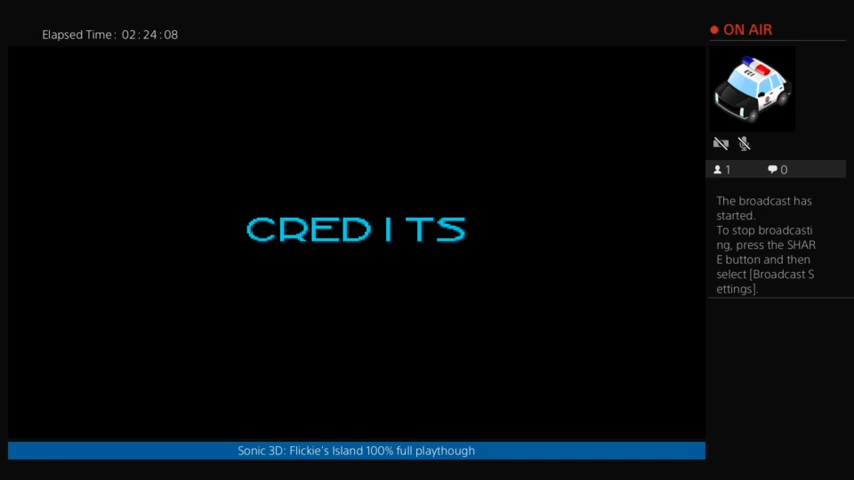 Elapsed Time: 02:24:08
ON AIR
1
0
The broadcast has
started.
To stop broadcasti
ng, press the SHAR
E button and then
select [Broadcast S
ettings].
CREDITS
Sonic 3D: Flickie's Island 100% full playthough